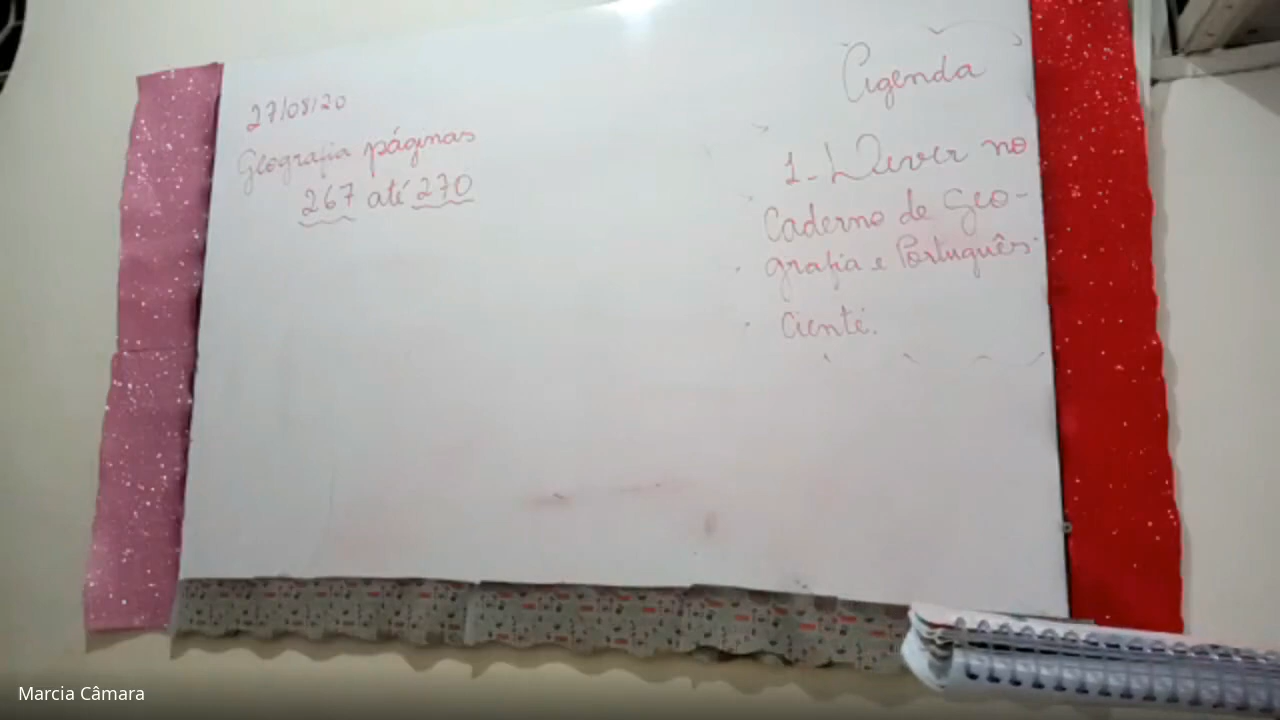 27/08/20
Geografia páginas
267 até 270
Agenda
1- Dever no
Caderno de Geo-
grafia e Português.
Ciente.
Marcia Câmara